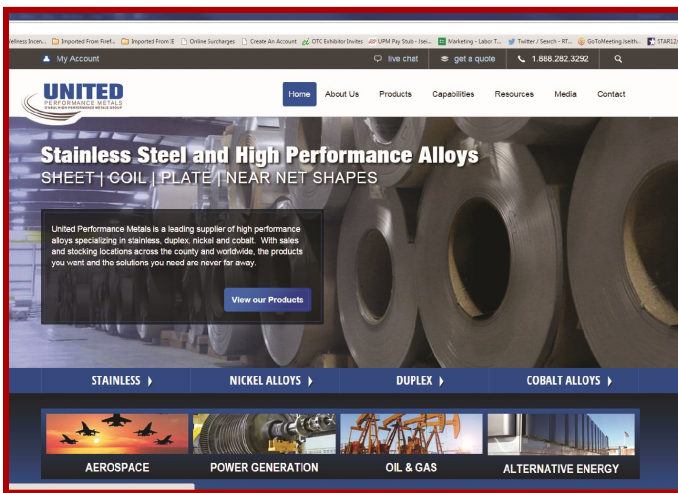 Wellness Incen... Imported From Firef... Imported From IE Online Surcharges Create An Account OTC Exhibitor Invites UPM Pay Stub - Jsei... Marketing - Labor T... Twitter / Search - RT... GoToMeeting Jseith... STAR12
My Account live chat get a quote 1.888.282.3292
UNITED
PERFORMANCE METALS
Home About Us Products Capabilities Resources Media Contact
Stainless Steel and High Performance Alloys
SHEET | COIL | PLATE | NEAR NET SHAPES
United Performance Metals is a leading supplier of high performance
alloys specializing in stainless, duplex, nickel and cobalt. With sales
and stocking locations across the county and worldwide, the products
you want and the solutions you need are never far away.
View our Products
STAINLESS NICKEL ALLOYS DUPLEX COBALT ALLOYS
AEROSPACE POWER GENERATION OIL & GAS ALTERNATIVE ENERGY